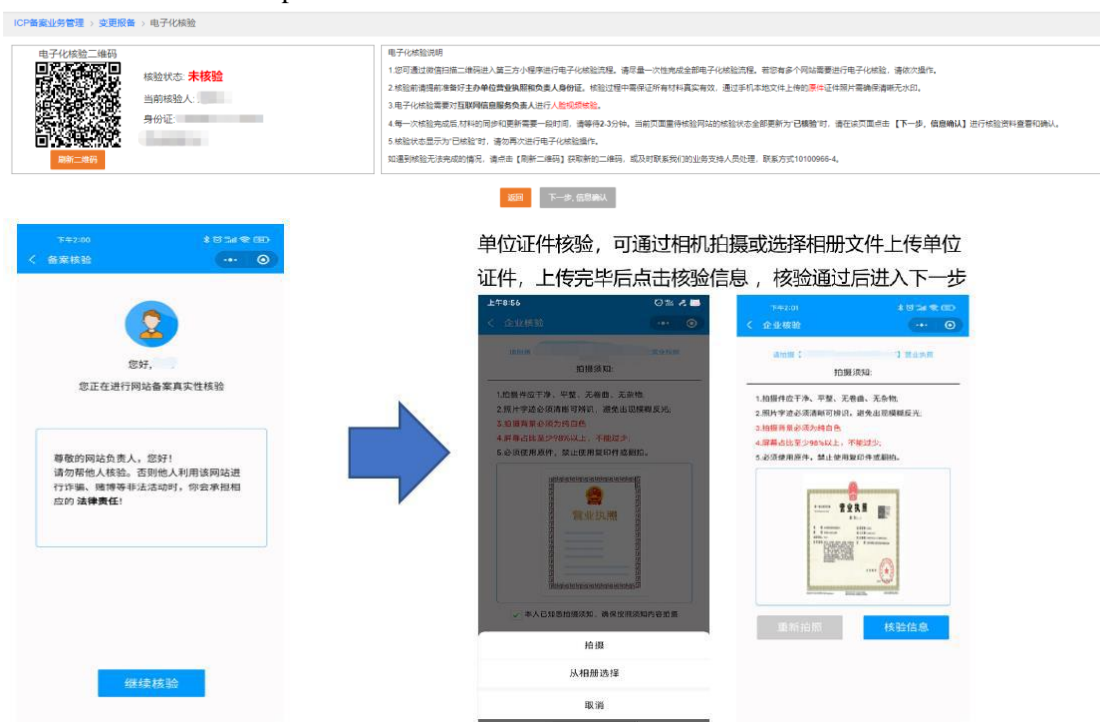 ICP备案业务管理 > 变更报备 > 电子化核验
电子化核验二维码
核验状态: 未核验
当前核验人:
身份证:
刷新二维码
电子化核验说明
1.您可通过微信扫描二维码进入第三方小程序进行电子化核验流程。请尽量一次性完成全部电子化核验流程。若您有多个网站需要进行电子化核验，请依次操作。
2.核验前请提前准备好主办单位营业执照和负责人身份证。核验过程中需保证所有材料真实有效，通过手机本地文件上传的原件证件照片需确保清晰无水印。
3.电子化核验需要对互联网信息服务负责人进行人脸视频核验。
4.每一次核验完成后,材料的同步和更新需要一段时间，请等待2-3分钟。当前页面里待核验网站的核验状态全部更新为“已核验”时，请在该页面点击 【下一步，信息确认】进行核验资料查看和确认。
5.核验状态显示为“已核验”时，请勿再次进行电子化核验操作。
如遇到核验无法完成的情况，请点击【刷新二维码】获取新的二维码，或及时联系我们的业务支持人员处理，联系方式10100966-4。
返回
下一步, 信息确认
单位证件核验，可通过相机拍摄或选择相册文件上传单位
证件，上传完毕后点击核验信息 ，核验通过后进入下一步
下午2:00
备案核验
您好,
您正在进行网站备案真实性核验
尊敬的网站负责人，您好！
请勿帮他人核验。否则他人利用该网站进
行诈骗、赌博等非法活动时，你会承担相
应的 法律责任！
继续核验
上午8:56
企业核验
拍摄须知:
1.拍摄件应干净、平整、无卷曲、无杂物;
2.照片字迹必须清晰可辨识，避免出现模糊反光;
3.拍摄背景必须为纯白色
4.屏幕占比至少98%以上，不能过少;
5.必须使用原件，禁止使用复印件或翻拍。
营业执照
本人已知悉拍摄须知，确保按照须知内容拍摄
拍摄
从相册选择
取消
下午2:01
企业核验
请拍摄【 】营业执照
拍摄须知:
1.拍摄件应干净、平整、无卷曲、无杂物;
2.照片字迹必须清晰可辨识，避免出现模糊反光;
3.拍摄背景必须为纯白色
4.屏幕占比至少98%以上，不能过少;
5.必须使用原件，禁止使用复印件或翻拍。
营业执照
重新拍照
核验信息